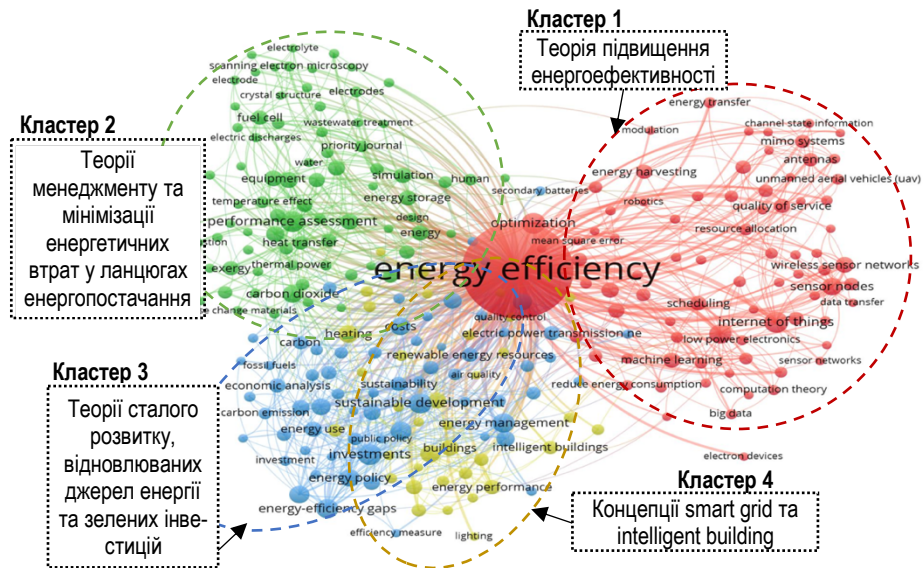 Кластер 1
Теорія підвищення
енергоефективності
Кластер 2
Теорії
менеджменту та
мінімізації
енергетичних
втрат у ланцюгах
енергопостачання
Кластер 3
Теорії сталого
розвитку,
відновлюваних
джерел енергії
та зелених інве-
стицій
Кластер 4
Концепції smart grid та
intelligent building
electrolyte
scanning electron microscopy
electrode
crystal structure
electrodes
fuel cell
wastewater treatment
electric discharges
priority journal
water
equipment
simulation
human
temperature effect
energy storage
performance assessment
design
energy
heat transfer
exergy
thermal power
carbon dioxide
e change materials
secondary batteries
optimization
mean square error
energy efficiency
energy transfer
modulation
channel state information
mimo systems
antennas
energy harvesting
unmanned aerial vehicles (uav)
robotics
quality of service
resource allocation
wireless sensor networks
sensor nodes
data transfer
scheduling
internet of things
low power electronics
machine learning
sensor networks
reduce energy consumption
computation theory
big data
electron devices
quality control
heating
costs
electric power transmission ne
carbon
renewable energy resources
fossil fuels
air quality
economic analysis
sustainability
carbon emission
sustainable development
energy use
energy management
public policy
investment
investments
buildings
intelligent buildings
energy policy
energy performance
energy-efficiency gaps
efficiency measure
lighting